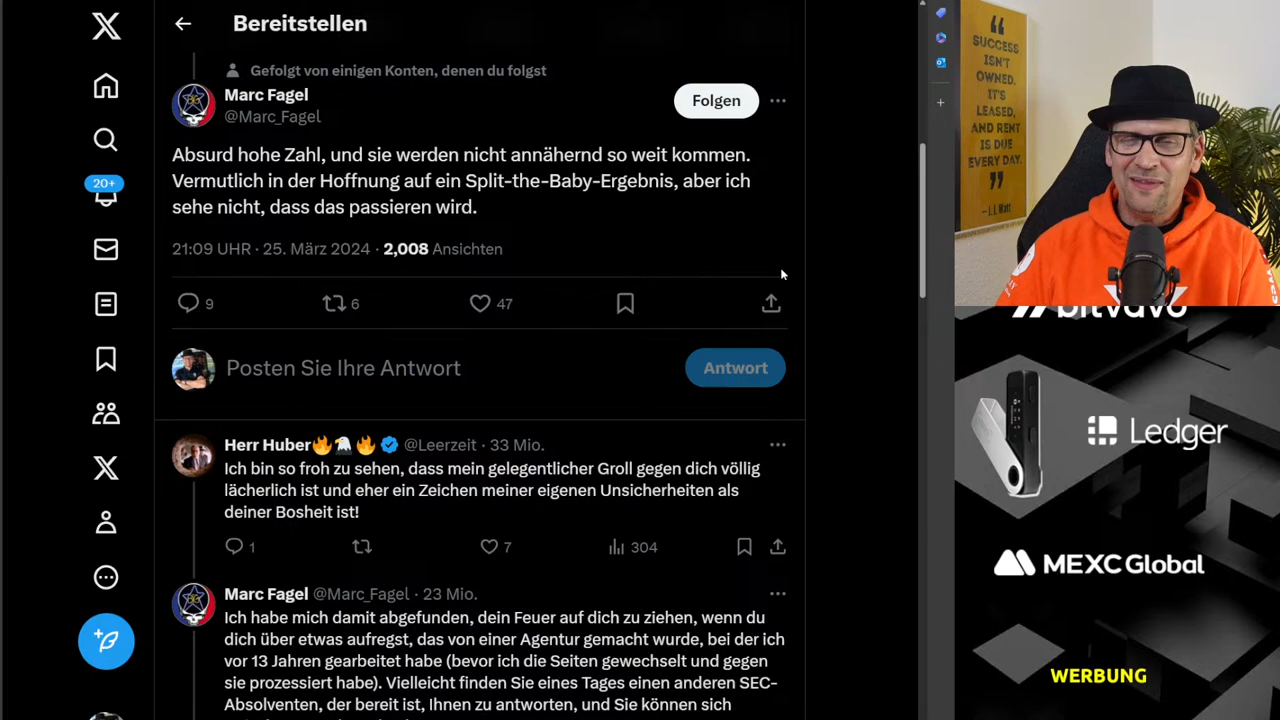 Bereitstellen
Gefolgt von einigen Konten, denen du folgst
Marc Fagel
@Marc_Fagel
Folgen
Absurd hohe Zahl, und sie werden nicht annähernd so weit kommen.
Vermutlich in der Hoffnung auf ein Split-the-Baby-Ergebnis, aber ich
sehe nicht, dass das passieren wird.
21:09 UHR · 25. März 2024 · 2,008 Ansichten
9 6 47
Posten Sie Ihre Antwort
Antwort
Herr Huber @Leerzeit · 33 Mio.
Ich bin so froh zu sehen, dass mein gelegentlicher Groll gegen dich völlig
lächerlich ist und eher ein Zeichen meiner eigenen Unsicherheiten als
deiner Bosheit ist!
1 7 304
Marc Fagel @Marc_Fagel · 23 Mio.
Ich habe mich damit abgefunden, dein Feuer auf dich zu ziehen, wenn du
dich über etwas aufregst, das von einer Agentur gemacht wurde, bei der ich
vor 13 Jahren gearbeitet habe (bevor ich die Seiten gewechselt und gegen
sie prozessiert habe). Vielleicht finden Sie eines Tages einen anderen SEC-
Absolventen, der bereit ist, Ihnen zu antworten, und Sie können sich
20+
“
SUCCESS
ISN'T
OWNED.
IT'S
LEASED,
AND RENT
IS DUE
EVERY DAY.
”
– J.J. Watt
bitvavo
Ledger
MEXC Global
WERBUNG